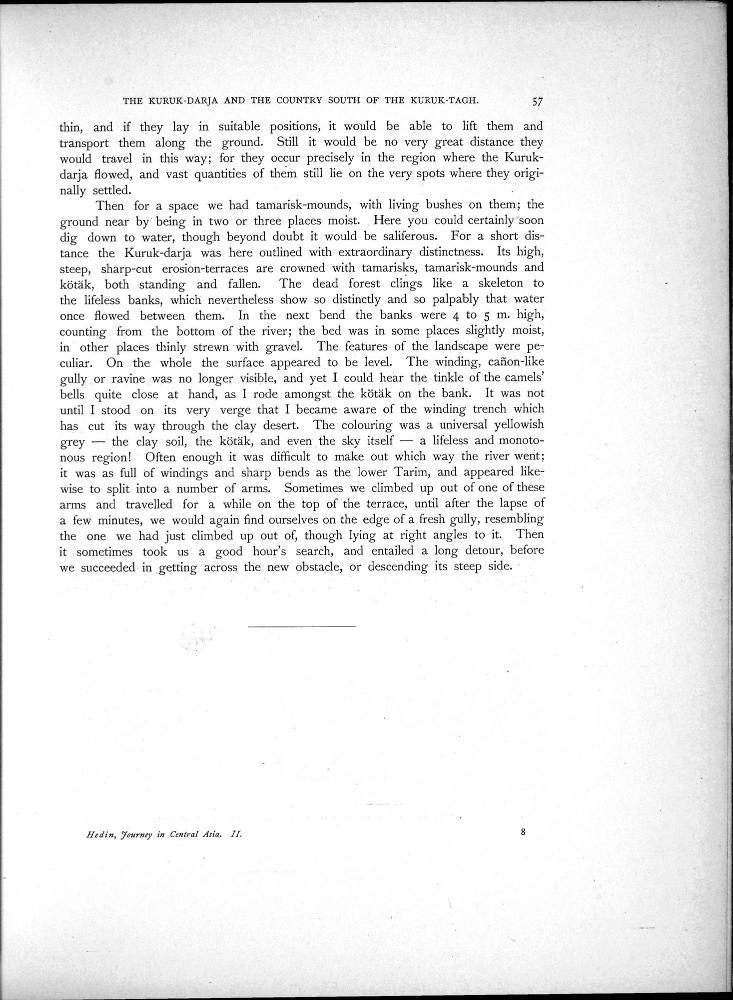 THE KURUK-DARJA AND THE COUNTRY SOUTH OF THE KURUK-TAGH. 57
thin, and if they lay in suitable positions, it would be able to lift them and
transport them along the ground. Still it would be no very great distance they
would travel in this way; for they occur precisely in the region where the Kuruk-
darja flowed, and vast quantities of them still lie on the very spots where they origi-
nally settled.
Then for a space we had tamarisk-mounds, with living bushes on them; the
ground near by being in two or three places moist. Here you could certainly soon
dig down to water, though beyond doubt it would be saliferous. For a short dis-
tance the Kuruk-darja was here outlined with extraordinary distinctness. Its high,
steep, sharp-cut erosion-terraces are crowned with tamarisks, tamarisk-mounds and
kötäk, both standing and fallen. The dead forest clings like a skeleton to
the lifeless banks, which nevertheless show so distinctly and so palpably that water
once flowed between them. In the next bend the banks were 4 to 5 m. high,
counting from the bottom of the river; the bed was in some places slightly moist,
in other places thinly strewn with gravel. The features of the landscape were pe-
culiar. On the whole the surface appeared to be level. The winding, cañon-like
gully or ravine was no longer visible, and yet I could hear the tinkle of the camels'
bells quite close at hand, as I rode amongst the kötäk on the bank. It was not
until I stood on its very verge that I became aware of the winding trench which
has cut its way through the clay desert. The colouring was a universal yellowish
grey — the clay soil, the kötäk, and even the sky itself — a lifeless and monoto-
nous region! Often enough it was difficult to make out which way the river went;
it was as full of windings and sharp bends as the lower Tarim, and appeared like-
wise to split into a number of arms. Sometimes we climbed up out of one of these
arms and travelled for a while on the top of the terrace, until after the lapse of
a few minutes, we would again find ourselves on the edge of a fresh gully, resembling
the one we had just climbed up out of, though lying at right angles to it. Then
it sometimes took us a good hour's search, and entailed a long detour, before
we succeeded in getting across the new obstacle, or descending its steep side.
Hedin, Journey in Central Asia. II. 8